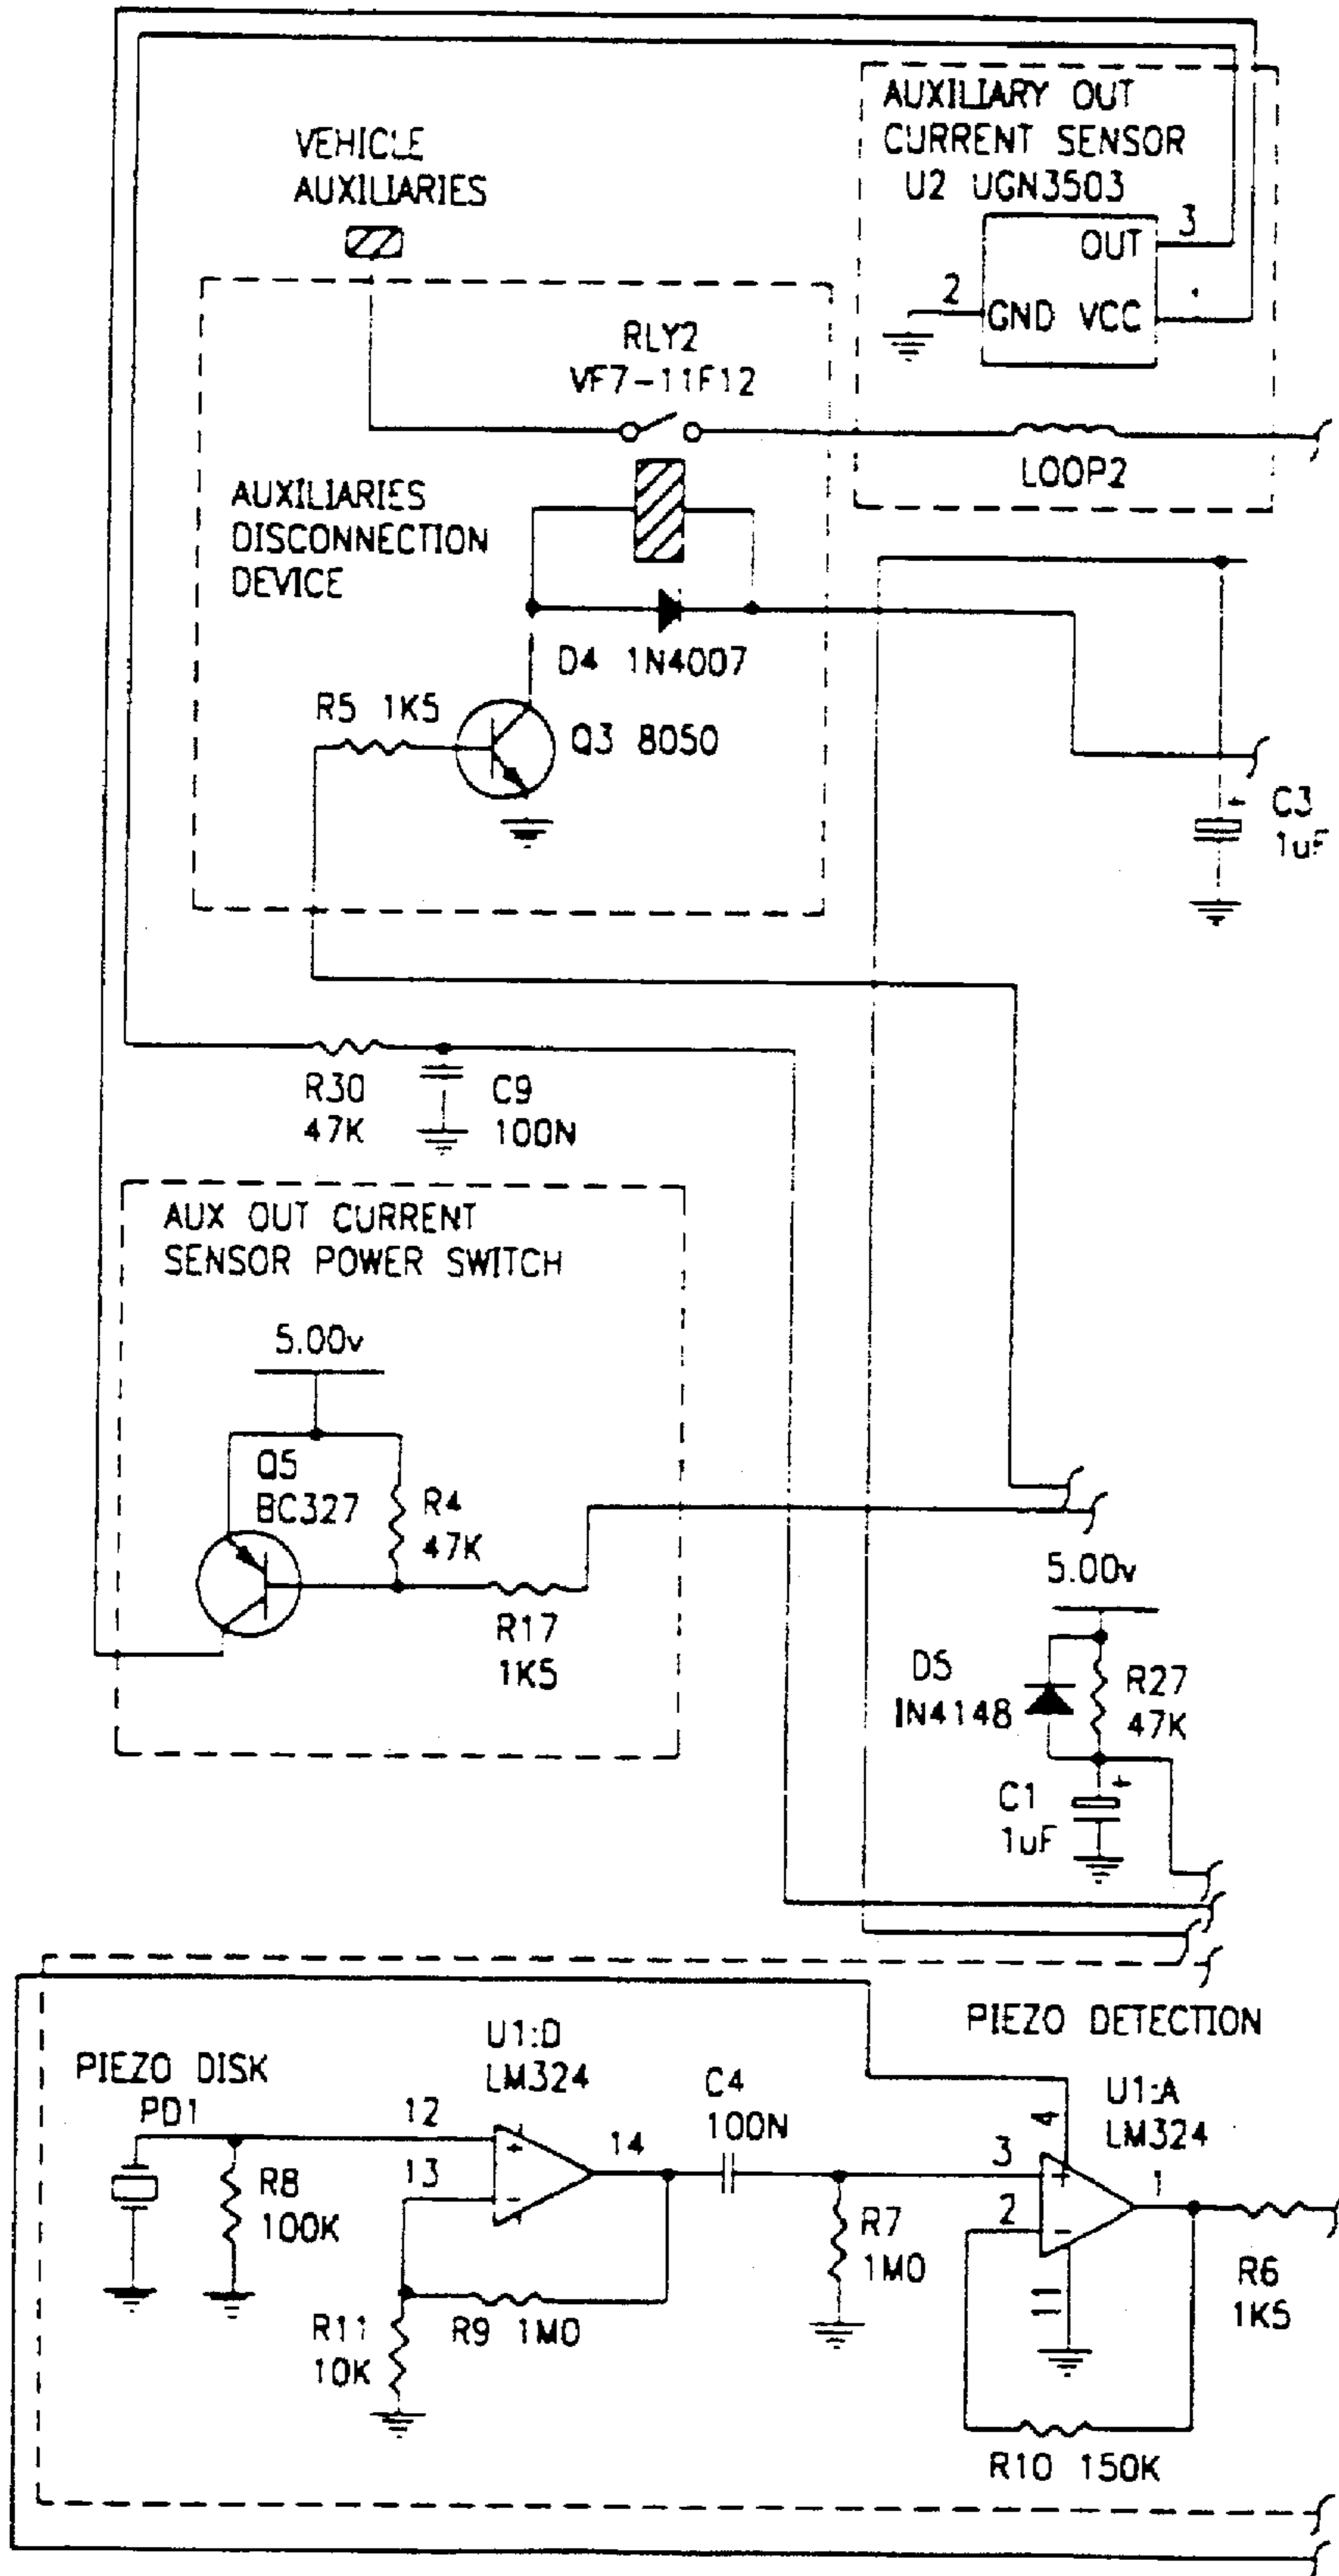 AUXILIARY OUT
CURRENT SENSOR
U2 UGN3503
VEHICLE
AUXILIARIES
OUT
3
2
GND VCC
RLY2
VF7-11F12
LOOP2
AUXILIARIES
DISCONNECTION
DEVICE
D4 1N4007
R5 1K5
Q3 8050
+
C3
1uF
R30
47K
C9
100N
AUX OUT CURRENT
SENSOR POWER SWITCH
5.00v
Q5
BC327
R4
47K
R17
1K5
5.00v
D5
IN4148
R27
47K
C1
1uF
+
PIEZO DETECTION
PIEZO DISK
PD1
U1:D
LM324
C4
100N
U1:A
LM324
12
13
14
+
-
R8
100K
R11
10K
R9 1M0
R7
1M0
3
2
4
11
1
+
-
R6
1K5
R10 150K